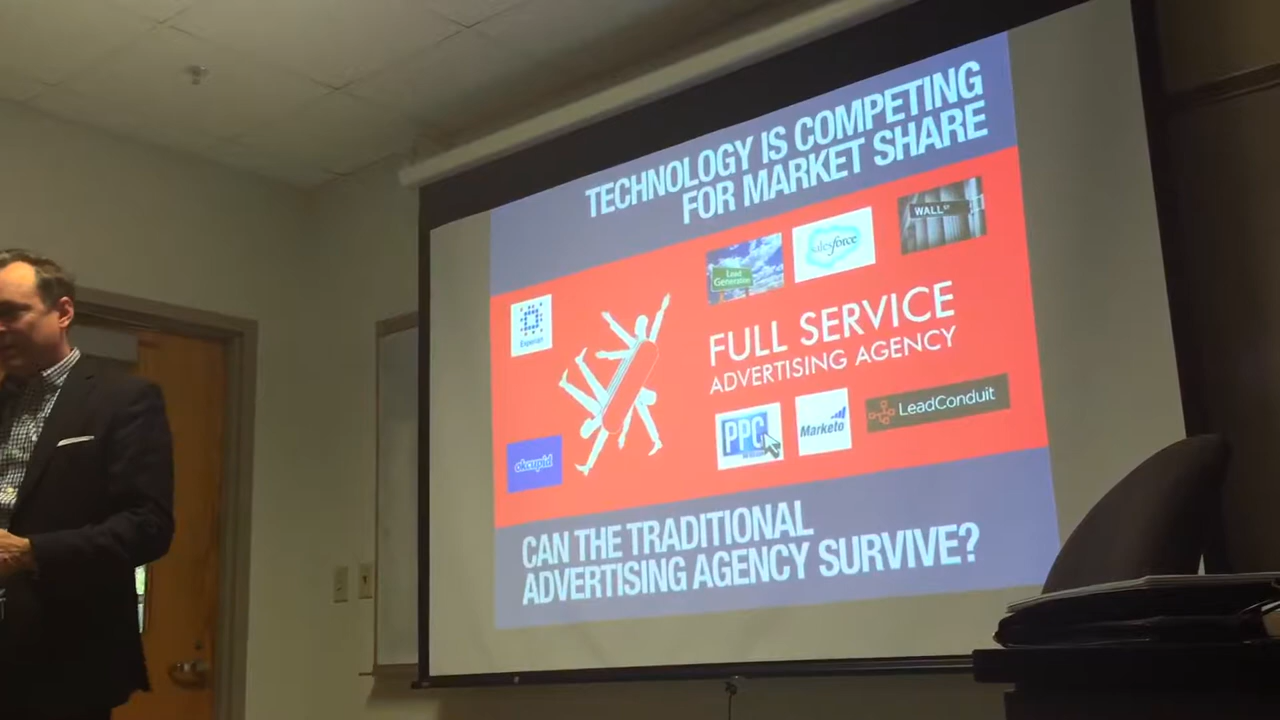 TECHNOLOGY IS COMPETING
FOR MARKET SHARE
WALL ST
salesforce
Lead
Generation
Experian
FULL SERVICE
ADVERTISING AGENCY
LeadConduit
Marketo
PPC
okcupid
CAN THE TRADITIONAL
ADVERTISING AGENCY SURVIVE?